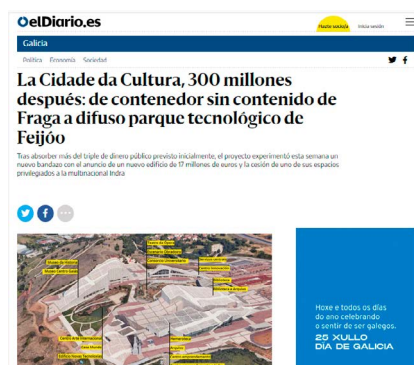 elDiario.es
Hazte socio/a
Inicia sesión
Galicia
Política Economía Sociedad
La Cidade da Cultura, 300 millones
después: de contenedor sin contenido de
Fraga a difuso parque tecnológico de
Feijóo
Tras absorber más del triple de dinero público previsto inicialmente, el proyecto experimentó esta semana un
nuevo bandazo con el anuncio de un nuevo edificio de 17 millones de euros y la cesión de uno de sus espacios
privilegiados a la multinacional Indra
Hoxe e todos os días
do ano celebrando
o sentir de ser galegos.
25 XULLO
DÍA DE GALICIA